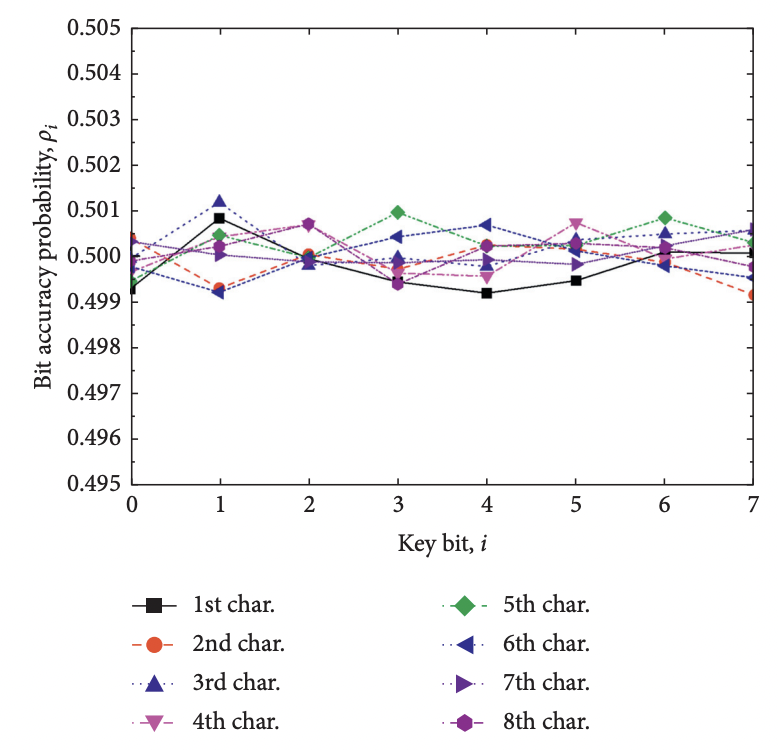 0.505
0.504
0.503
0.502
0.501
0.500
0.499
0.498
0.497
0.496
0.495
Bit accuracy probability, ρi
0 1 2 3 4 5 6 7
Key bit, i
1st char.
2nd char.
3rd char.
4th char.
5th char.
6th char.
7th char.
8th char.